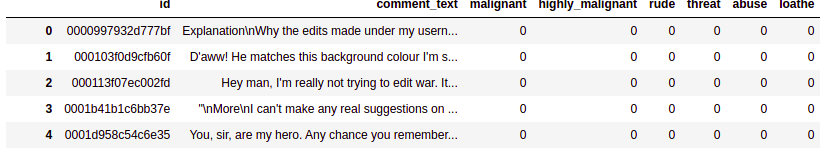 id comment_text malignant highly_malignant rude threat abuse loathe
0 0000997932d777bf Explanation\nWhy the edits made under my usern... 0 0 0 0 0 0
1 000103f0d9cfb60f D'aww! He matches this background colour I'm s... 0 0 0 0 0 0
2 000113f07ec002fd Hey man, I'm really not trying to edit war. It... 0 0 0 0 0 0
3 0001b41b1c6bb37e "\nMore\nI can't make any real suggestions on ... 0 0 0 0 0 0
4 0001d958c54c6e35 You, sir, are my hero. Any chance you remember... 0 0 0 0 0 0